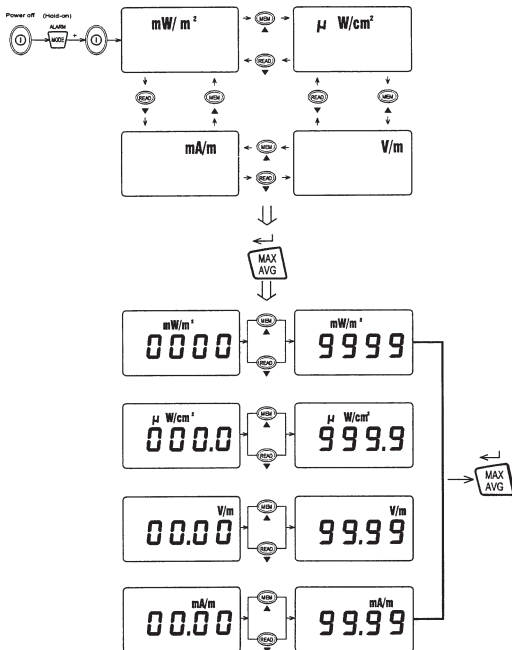 Power off (Hold-on)
ALARM
MODE +
mW/m²
MEM
μ W/cm²
READ
READ
MEM
READ
MEM
mA/m
MEM
V/m
READ
MAX
AVG
mW/m²
0000
MEM
READ
mW/m²
9999
μ W/cm²
000.0
MEM
READ
μ W/cm²
999.9
MAX
AVG
V/m
00.00
MEM
READ
V/m
99.99
mA/m
00.00
MEM
READ
mA/m
99.99